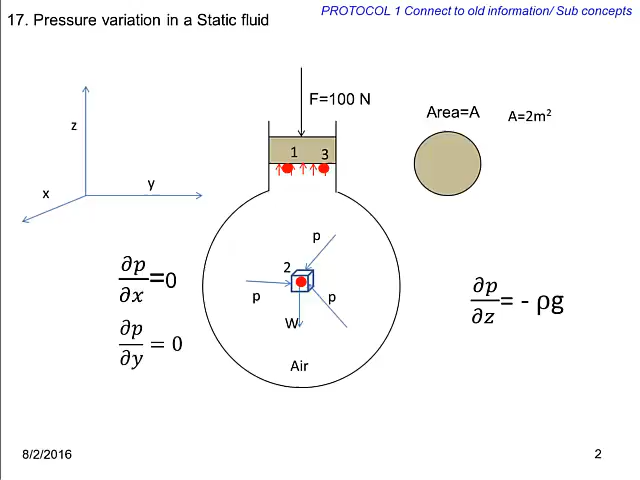 PROTOCOL 1 Connect to old information/ Sub concepts
17. Pressure variation in a Static fluid
F=100 N
Area=A
A=2m²
z
1
3
x
y
p
2
∂p/∂x=0
p
p
∂p/∂z= - ρg
W
∂p/∂y = 0
Air
8/2/2016
2